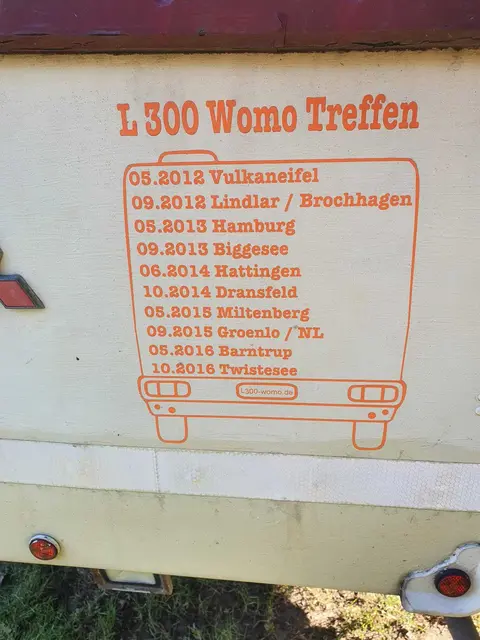 L 300 Womo Treffen
05.2012 Vulkaneifel
09.2012 Lindlar / Brochhagen
05.2013 Hamburg
09.2013 Biggesee
06.2014 Hattingen
10.2014 Dransfeld
05.2015 Miltenberg
09.2015 Groenlo / NL
05.2016 Barntrup
10.2016 Twistesee
L300-womo.de